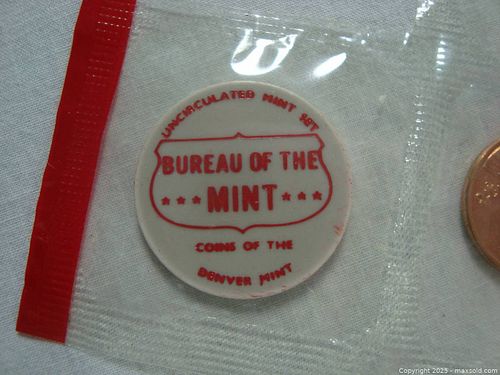 UNCIRCULATED MINT SET
BUREAU OF THE
★★★ MINT ★★★
COINS OF THE
DENVER MINT
Copyright 2025 - maxsold.com